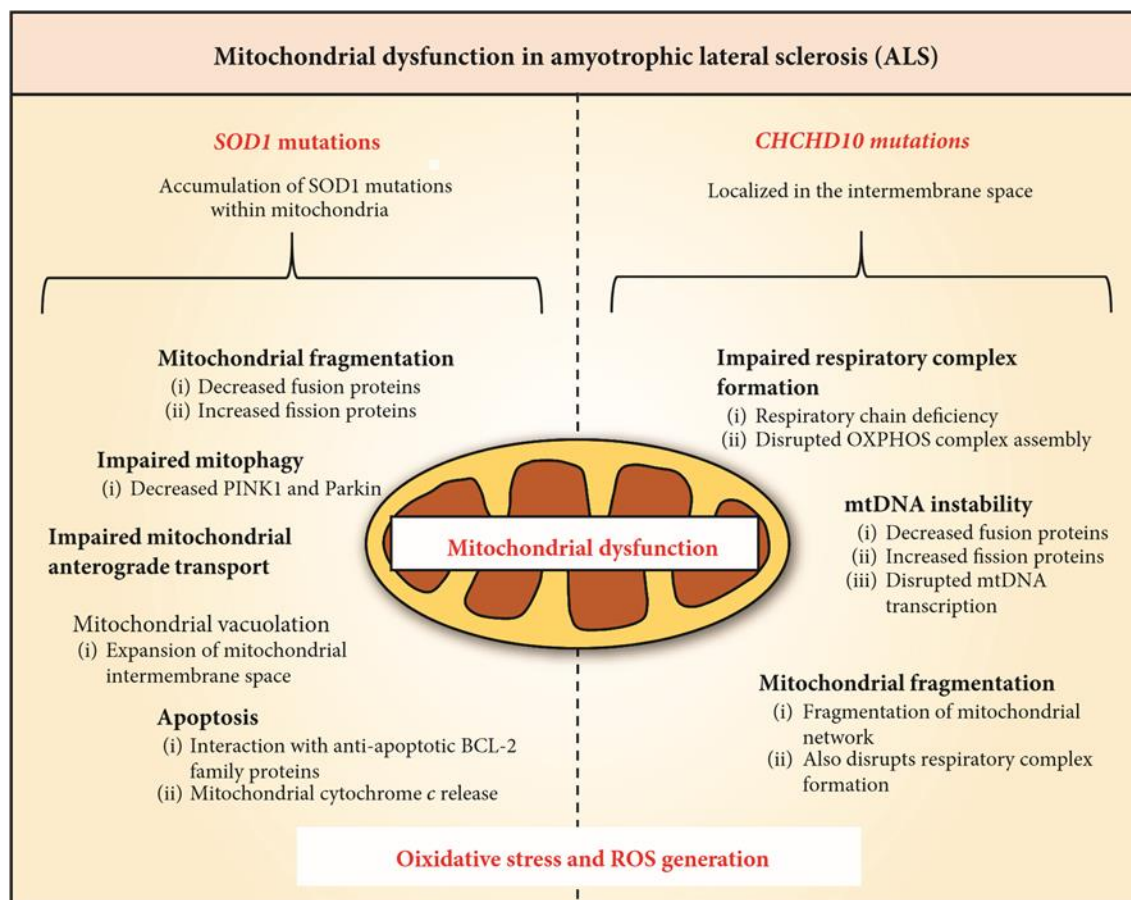 Mitochondrial dysfunction in amyotrophic lateral sclerosis (ALS)
SOD1 mutations
Accumulation of SOD1 mutations
within mitochondria
Mitochondrial fragmentation
(i) Decreased fusion proteins
(ii) Increased fission proteins
Impaired mitophagy
(i) Decreased PINK1 and Parkin
Impaired mitochondrial
anterograde transport
Mitochondrial vacuolation
(i) Expansion of mitochondrial
intermembrane space
Apoptosis
(i) Interaction with anti-apoptotic BCL-2
family proteins
(ii) Mitochondrial cytochrome c release
CHCHD10 mutations
Localized in the intermembrane space
Impaired respiratory complex
formation
(i) Respiratory chain deficiency
(ii) Disrupted OXPHOS complex assembly
mtDNA instability
(i) Decreased fusion proteins
(ii) Increased fission proteins
(iii) Disrupted mtDNA
transcription
Mitochondrial fragmentation
(i) Fragmentation of mitochondrial
network
(ii) Also disrupts respiratory complex
formation
Mitochondrial dysfunction
Oixidative stress and ROS generation